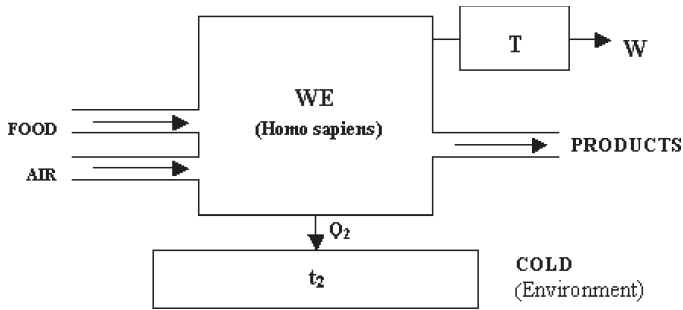 T
W
WE
(Homo sapiens)
FOOD
AIR
PRODUCTS
Q₂
t₂
COLD
(Environment)